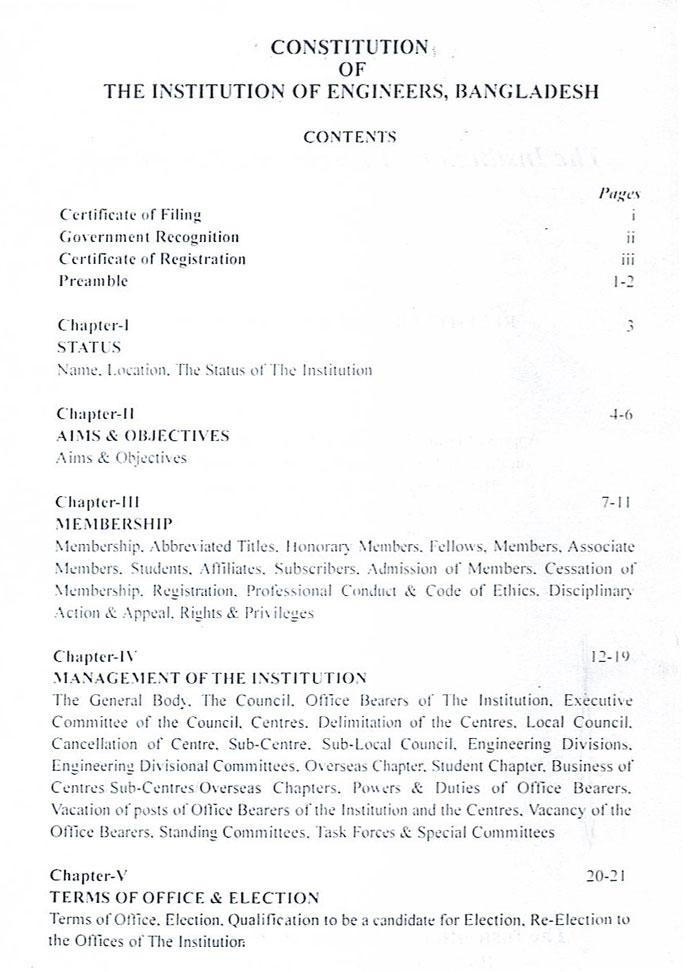 CONSTITUTION
OF
THE INSTITUTION OF ENGINEERS, BANGLADESH
CONTENTS
Pages
Certificate of Filing i
Government Recognition ii
Certificate of Registration iii
Preamble 1-2
Chapter-I 3
STATUS
Name, Location, The Status of The Institution
Chapter-II 4-6
AIMS & OBJECTIVES
Aims & Objectives
Chapter-III 7-11
MEMBERSHIP
Membership, Abbreviated Titles, Honorary Members, Fellows, Members, Associate
Members, Students, Affiliates, Subscribers, Admission of Members, Cessation of
Membership, Registration, Professional Conduct & Code of Ethics, Disciplinary
Action & Appeal, Rights & Privileges
Chapter-IV 12-19
MANAGEMENT OF THE INSTITUTION
The General Body, The Council, Office Bearers of The Institution, Executive
Committee of the Council, Centres, Delimitation of the Centres, Local Council,
Cancellation of Centre, Sub-Centre, Sub-Local Council, Engineering Divisions,
Engineering Divisional Committees, Overseas Chapter, Student Chapter, Business of
Centres Sub-Centres Overseas Chapters, Powers & Duties of Office Bearers,
Vacation of posts of Office Bearers of the Institution and the Centres, Vacancy of the
Office Bearers, Standing Committees, Task Forces & Special Committees
Chapter-V 20-21
TERMS OF OFFICE & ELECTION
Terms of Office, Election, Qualification to be a candidate for Election, Re-Election to
the Offices of The Institution